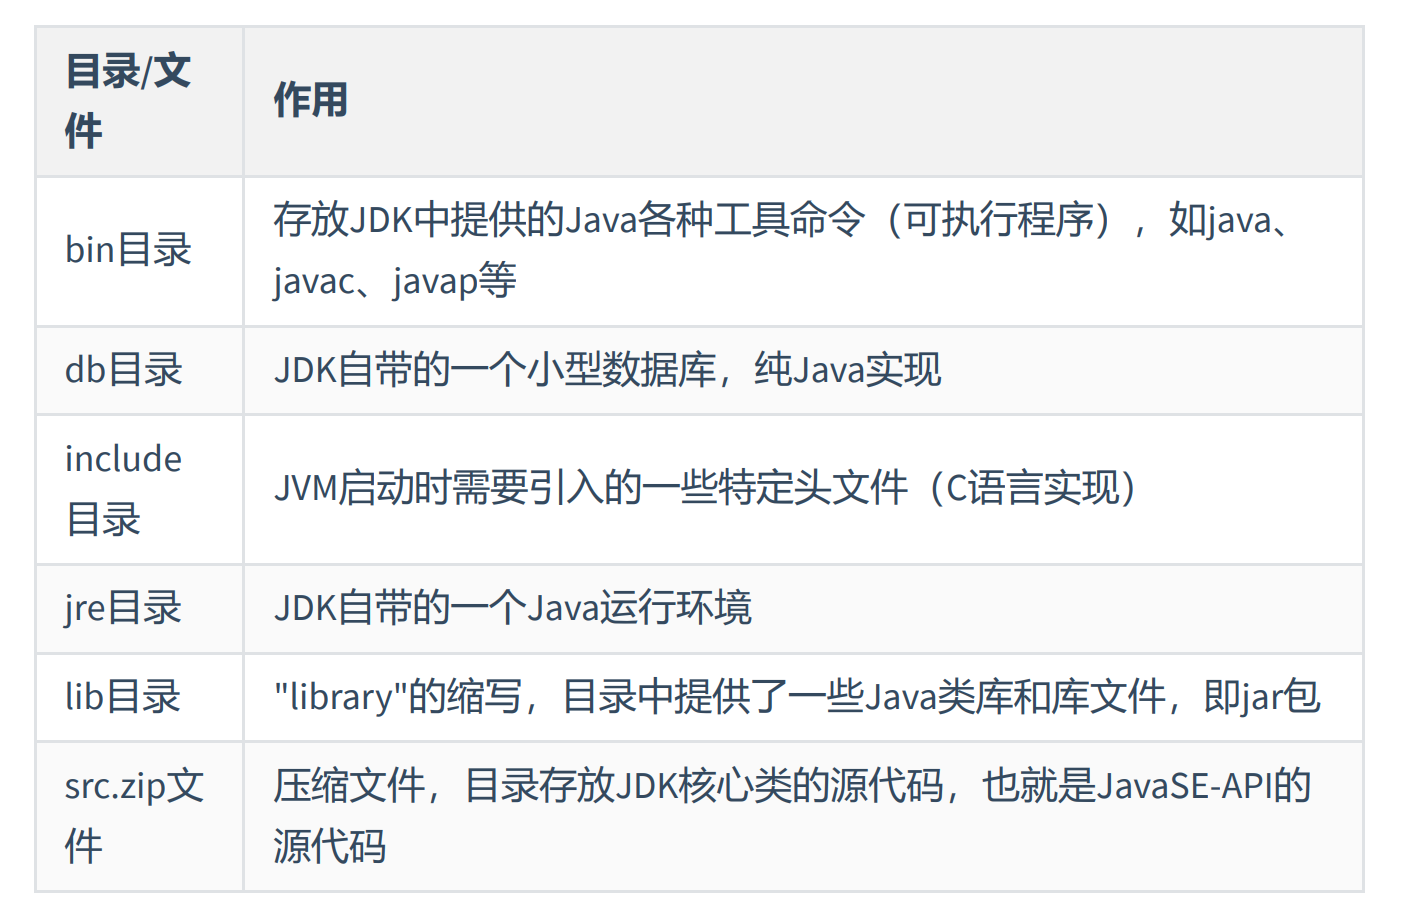 目录/文
件
作用
bin目录
存放JDK中提供的Java各种工具命令（可执行程序），如java、
javac、javap等
db目录
JDK自带的一个小型数据库，纯Java实现
include
目录
JVM启动时需要引入的一些特定头文件（C语言实现）
jre目录
JDK自带的一个Java运行环境
lib目录
"library"的缩写，目录中提供了一些Java类库和库文件，即jar包
src.zip文
件
压缩文件，目录存放JDK核心类的源代码，也就是JavaSE-API的
源代码